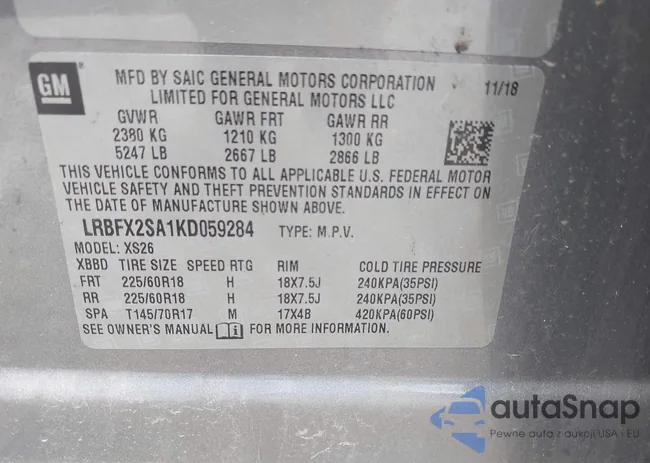 GM
MFD BY SAIC GENERAL MOTORS CORPORATION 11/18
LIMITED FOR GENERAL MOTORS LLC
GVWR GAWR FRT GAWR RR
2380 KG 1210 KG 1300 KG
5247 LB 2667 LB 2866 LB
THIS VEHICLE CONFORMS TO ALL APPLICABLE U.S. FEDERAL MOTOR
VEHICLE SAFETY AND THEFT PREVENTION STANDARDS IN EFFECT ON
THE DATE OF MANUFACTURE SHOWN ABOVE.
LRBFX2SA1KD059284 TYPE: M.P.V.
MODEL: XS26
XBBD TIRE SIZE SPEED RTG RIM COLD TIRE PRESSURE
FRT 225/60R18 H 18X7.5J 240KPA(35PSI)
RR 225/60R18 H 18X7.5J 240KPA(35PSI)
SPA T145/70R17 M 17X4B 420KPA(60PSI)
SEE OWNER'S MANUAL FOR MORE INFORMATION.
autaSnap
Pewne auta z aukcji USA i EU